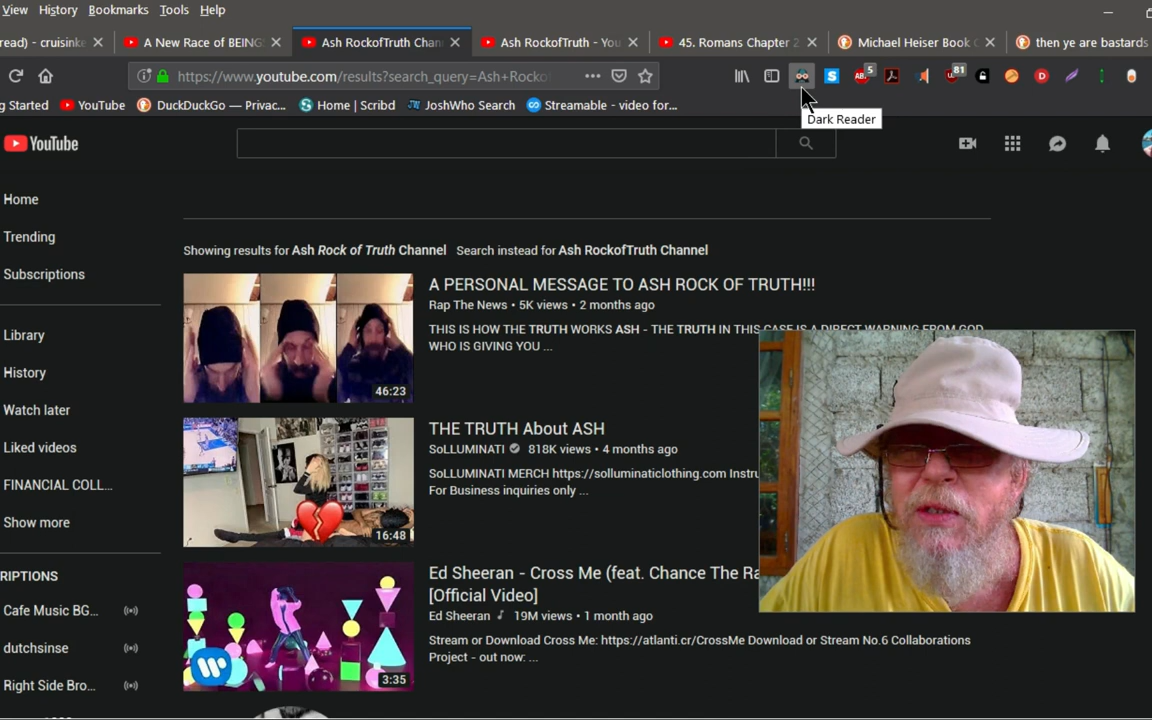 View History Bookmarks Tools Help
read) - cruisinke
A New Race of BEING:
Ash RockofTruth Chan
Ash RockofTruth - You
45. Romans Chapter 2
Michael Heiser Book
then ye are bastards
https://www.youtube.com/results?search_query=Ash+Rocko
S
ABP
5
81
D
Dark Reader
g Started
YouTube
DuckDuckGo — Privac...
Home | Scribd
JoshWho Search
Streamable - video for...
YouTube
Home
Trending
Subscriptions
Library
History
Watch later
Liked videos
FINANCIAL COLL...
Show more
RIPTIONS
Cafe Music BG...
dutchsinse
Right Side Bro...
Showing results for Ash Rock of Truth Channel Search instead for Ash RockofTruth Channel
A PERSONAL MESSAGE TO ASH ROCK OF TRUTH!!!
Rap The News • 5K views • 2 months ago
THIS IS HOW THE TRUTH WORKS ASH - THE TRUTH IN THIS CASE IS A DIRECT WARNING FROM GOD
WHO IS GIVING YOU ...
46:23
THE TRUTH About ASH
SoLLUMINATI 818K views • 4 months ago
SoLLUMINATI MERCH https://solluminaticlothing.com Instru
For Business inquiries only ...
16:48
Ed Sheeran - Cross Me (feat. Chance The Ra
[Official Video]
Ed Sheeran 19M views • 1 month ago
Stream or Download Cross Me: https://atlanti.cr/CrossMe Download or Stream No.6 Collaborations
Project - out now: ...
3:35